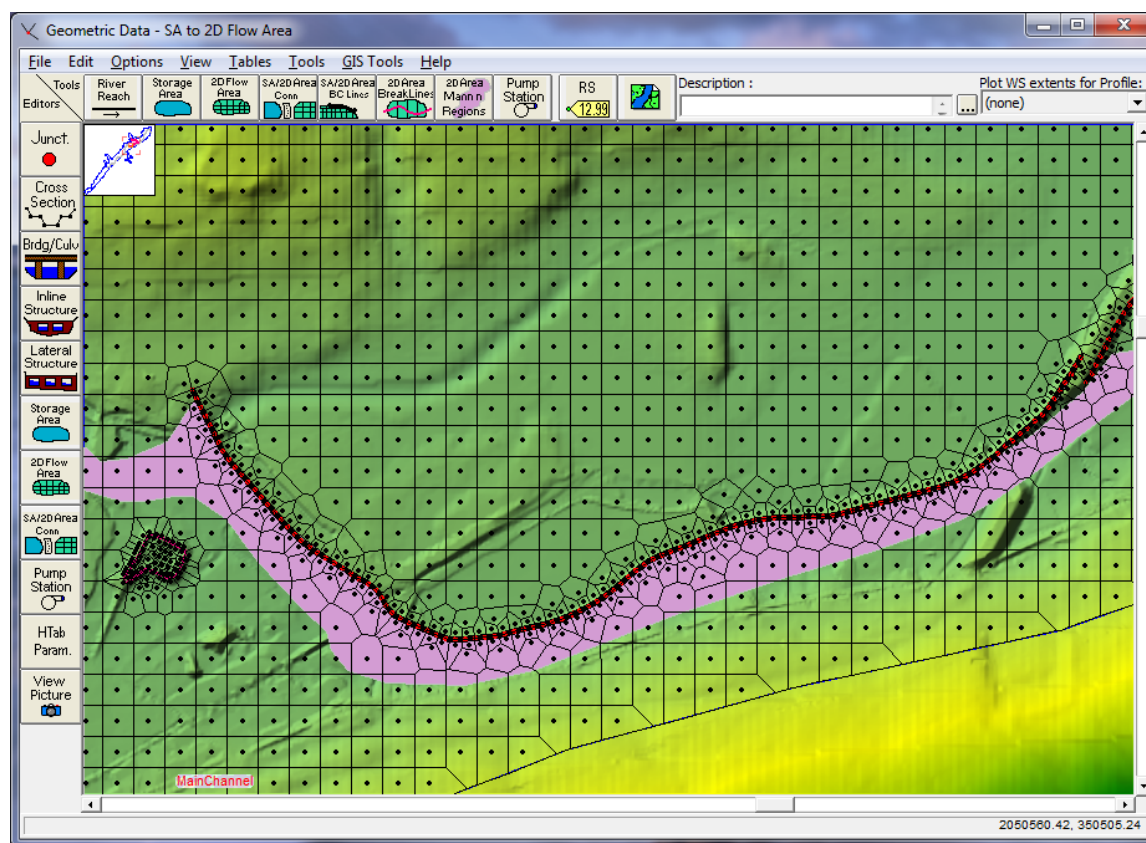 Geometric Data - SA to 2D Flow Area
File Edit Options View Tables Tools GIS Tools Help
Tools
Editors
River
Reach
Storage
Area
2D Flow
Area
SA/2D Area
Conn
SA/2D Area
BC Lines
2D Area
BreakLines
2D Area
Mann n
Regions
Pump
Station
RS
12.99
Description :
...
Plot WS extents for Profile:
(none)
Junct.
Cross
Section
Brdg/Culv
Inline
Structure
Lateral
Structure
Storage
Area
2D Flow
Area
SA/2D Area
Conn
Pump
Station
HTab
Param.
View
Picture
MainChannel
2050560.42, 350505.24